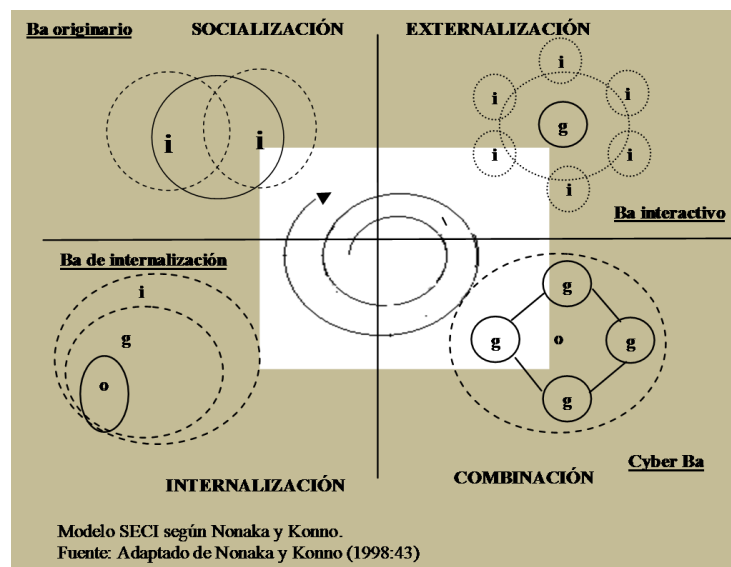 Ba originario SOCIALIZACIÓN EXTERNALIZACIÓN
i i
i
i i
g
i i
i
Ba interactivo
Ba de internalización
i
g
o
g
g o g
g
Cyber Ba
INTERNALIZACIÓN COMBINACIÓN
Modelo SECI según Nonaka y Konno.
Fuente: Adaptado de Nonaka y Konno (1998:43)